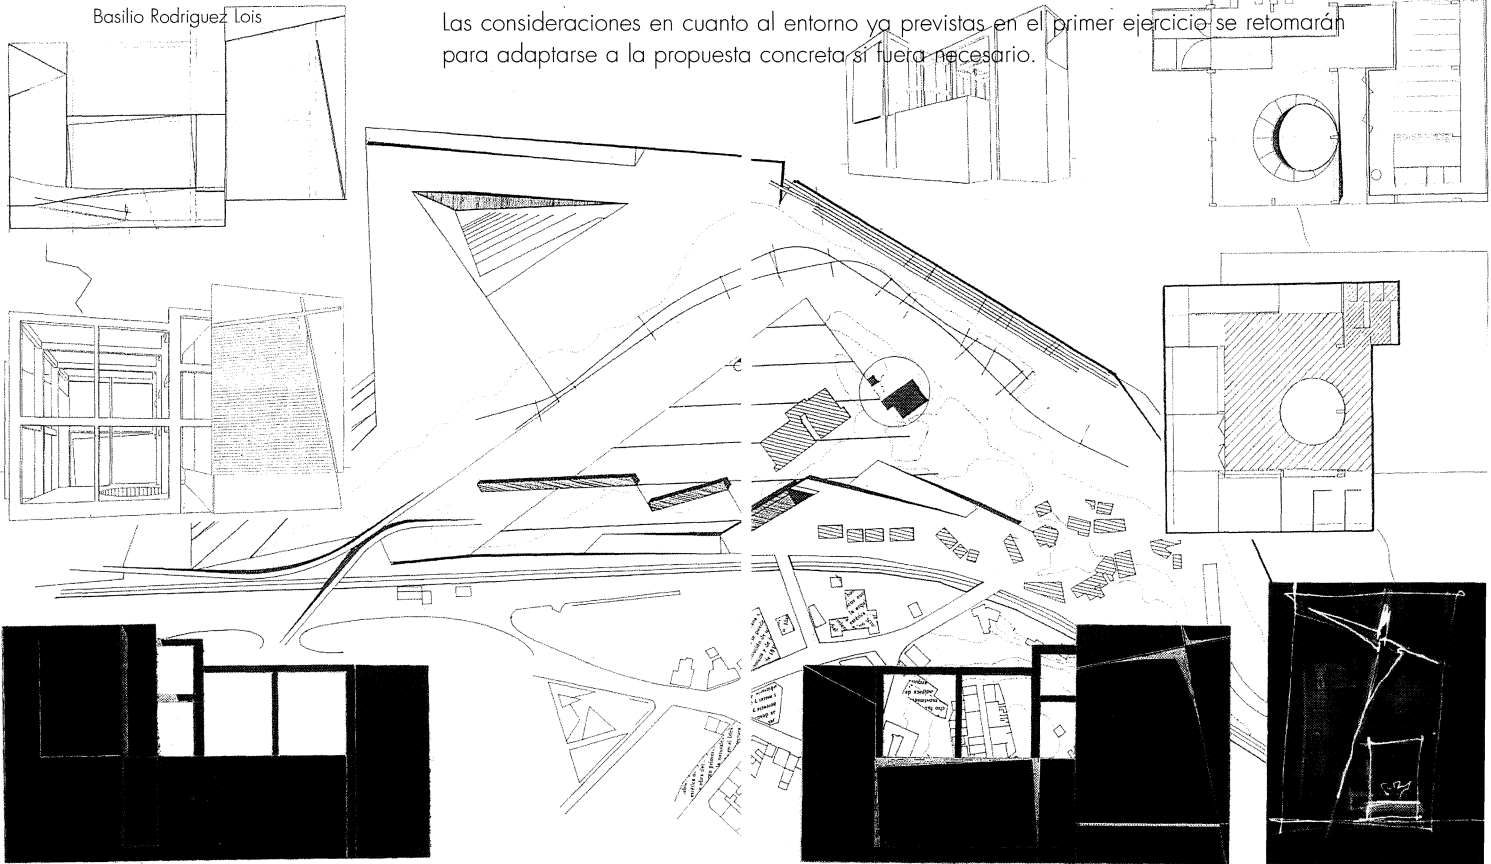 Basilio Rodriguez Lois
Las consideraciones en cuanto al entorno ya previstas en el primer ejercicio se retomarán
para adaptarse a la propuesta concreta si fuera necesario.